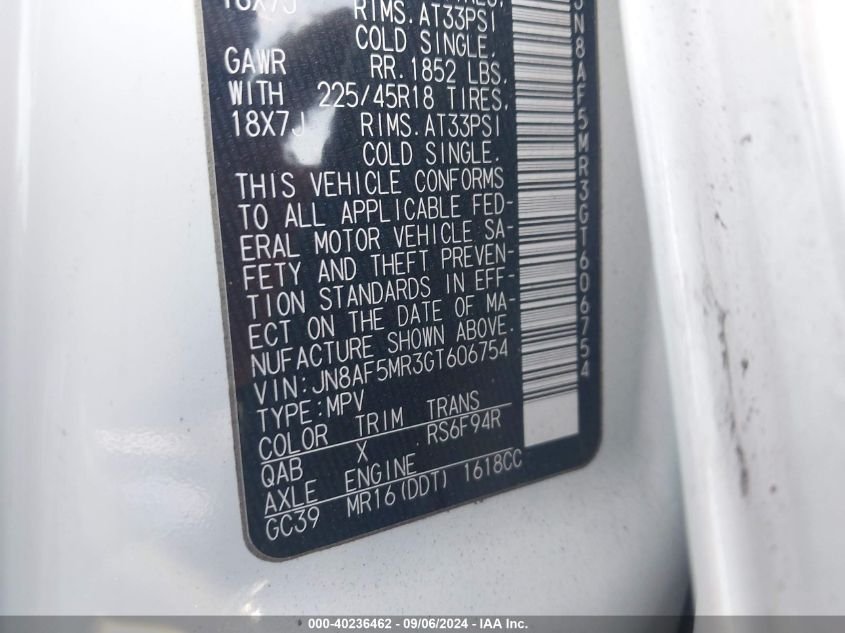 18X7J RIMS.AT33PSI
COLD SINGLE.
GAWR RR.1852 LBS.
WITH 225/45R18 TIRES,
18X7J RIMS.AT33PSI
COLD SINGLE.
THIS VEHICLE CONFORMS
TO ALL APPLICABLE FED-
ERAL MOTOR VEHICLE SA-
FETY AND THEFT PREVEN-
TION STANDARDS IN EFF-
ECT ON THE DATE OF MA-
NUFACTURE SHOWN ABOVE.
VIN:JN8AF5MR3GT606754
TYPE:MPV
COLOR TRIM TRANS
QAB X RS6F94R
AXLE ENGINE
GC39 MR16(DDT) 1618CC
N8AF5MR3GT606754
000-40236462 - 09/06/2024 - IAA Inc.